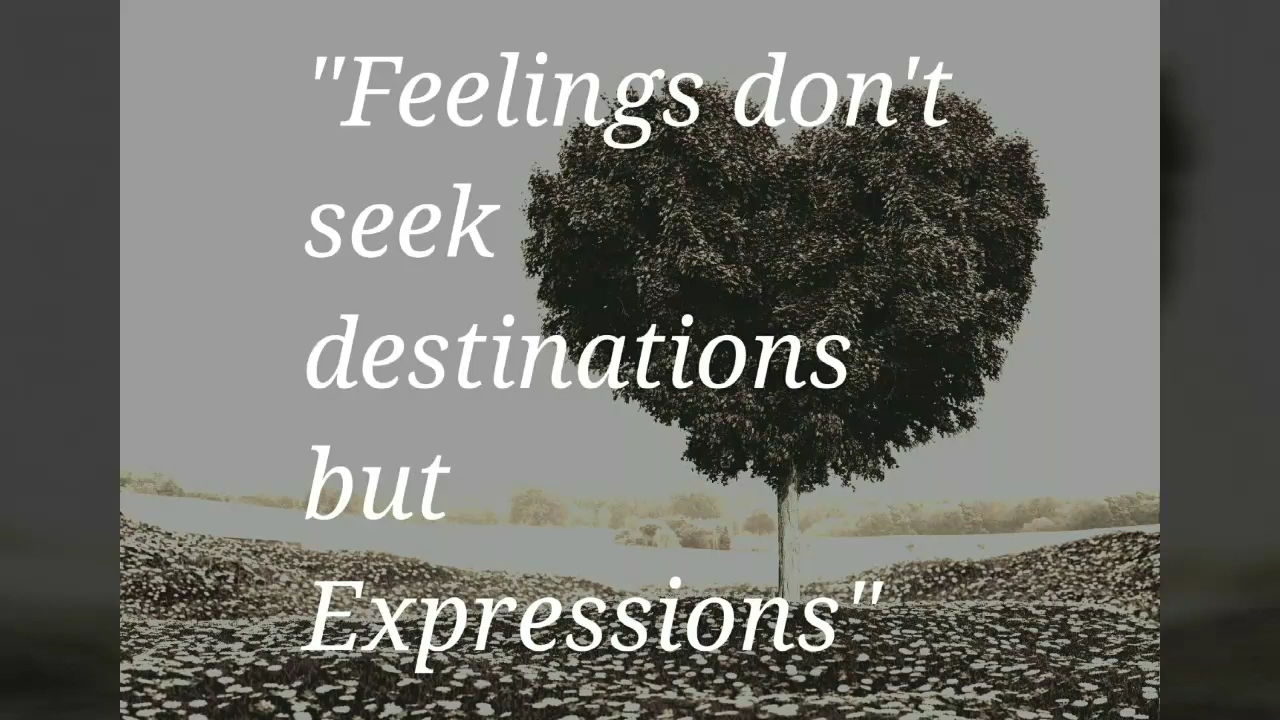 "Feelings don't
seek
destinations
but
Expressions"